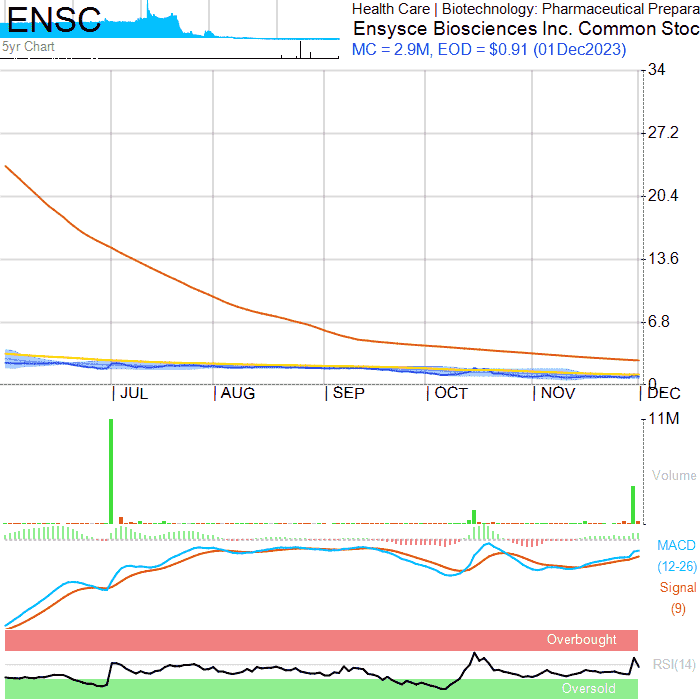 ENSC
5yr Chart
Health Care | Biotechnology: Pharmaceutical Prepara
Ensysce Biosciences Inc. Common Stoc
MC = 2.9M, EOD = $0.91 (01Dec2023)
34
27.2
20.4
13.6
6.8
0
JUL
AUG
SEP
OCT
NOV
DEC
11M
Volume
MACD
(12-26)
Signal
(9)
Overbought
RSI(14)
Oversold